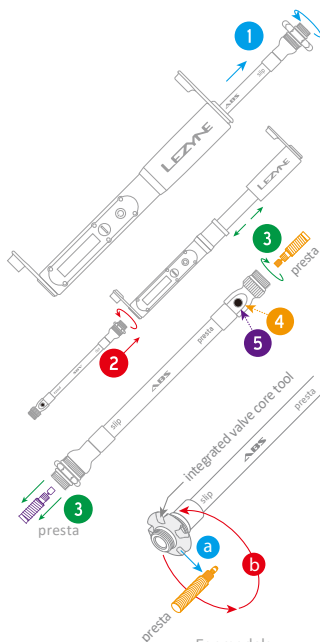 1
slip
ABS
LEZYNE
LEZYNE
3
presta
4
5
2
presta
ABS
slip
3
presta
integrated valve core tool
presta
ABS
slip
a
b
presta